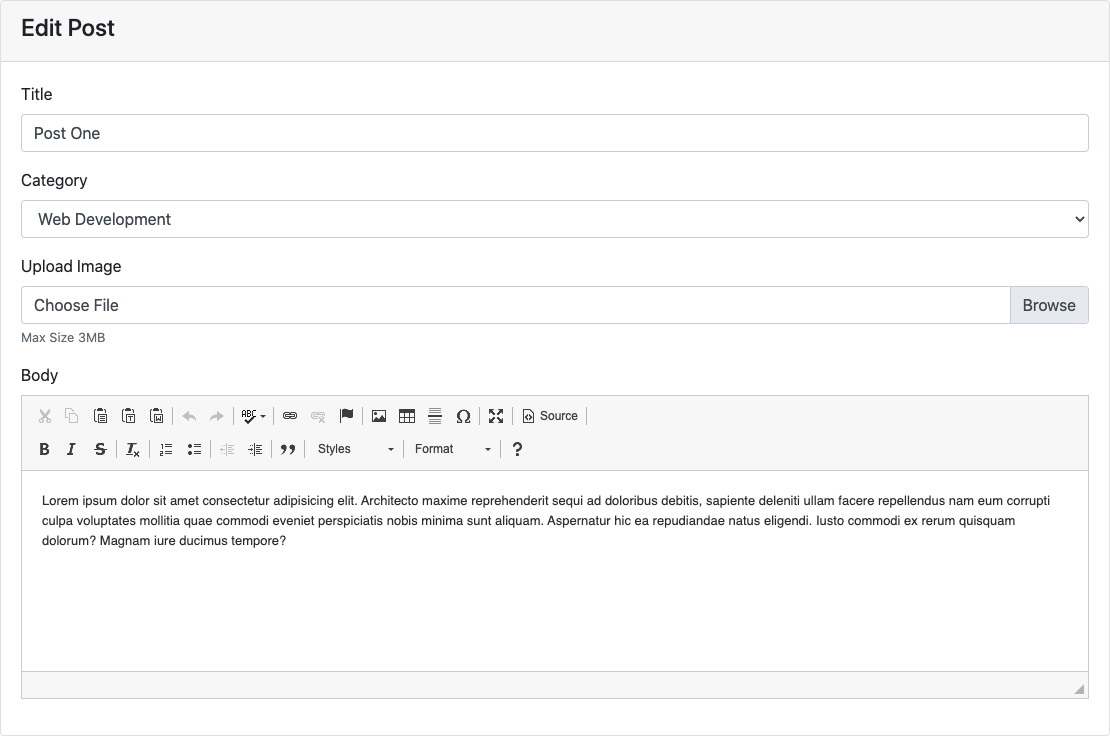 Edit Post
Title
Post One
Category
Web Development
Upload Image
Choose File Browse
Max Size 3MB
Body
ABC Source
B I S Tx Styles Format ?
Lorem ipsum dolor sit amet consectetur adipisicing elit. Architecto maxime reprehenderit sequi ad doloribus debitis, sapiente deleniti ullam facere repellendus nam eum corrupti
culpa voluptates mollitia quae commodi eveniet perspiciatis nobis minima sunt aliquam. Aspernatur hic ea repudiandae natus eligendi. Iusto commodi ex rerum quisquam
dolorum? Magnam iure ducimus tempore?